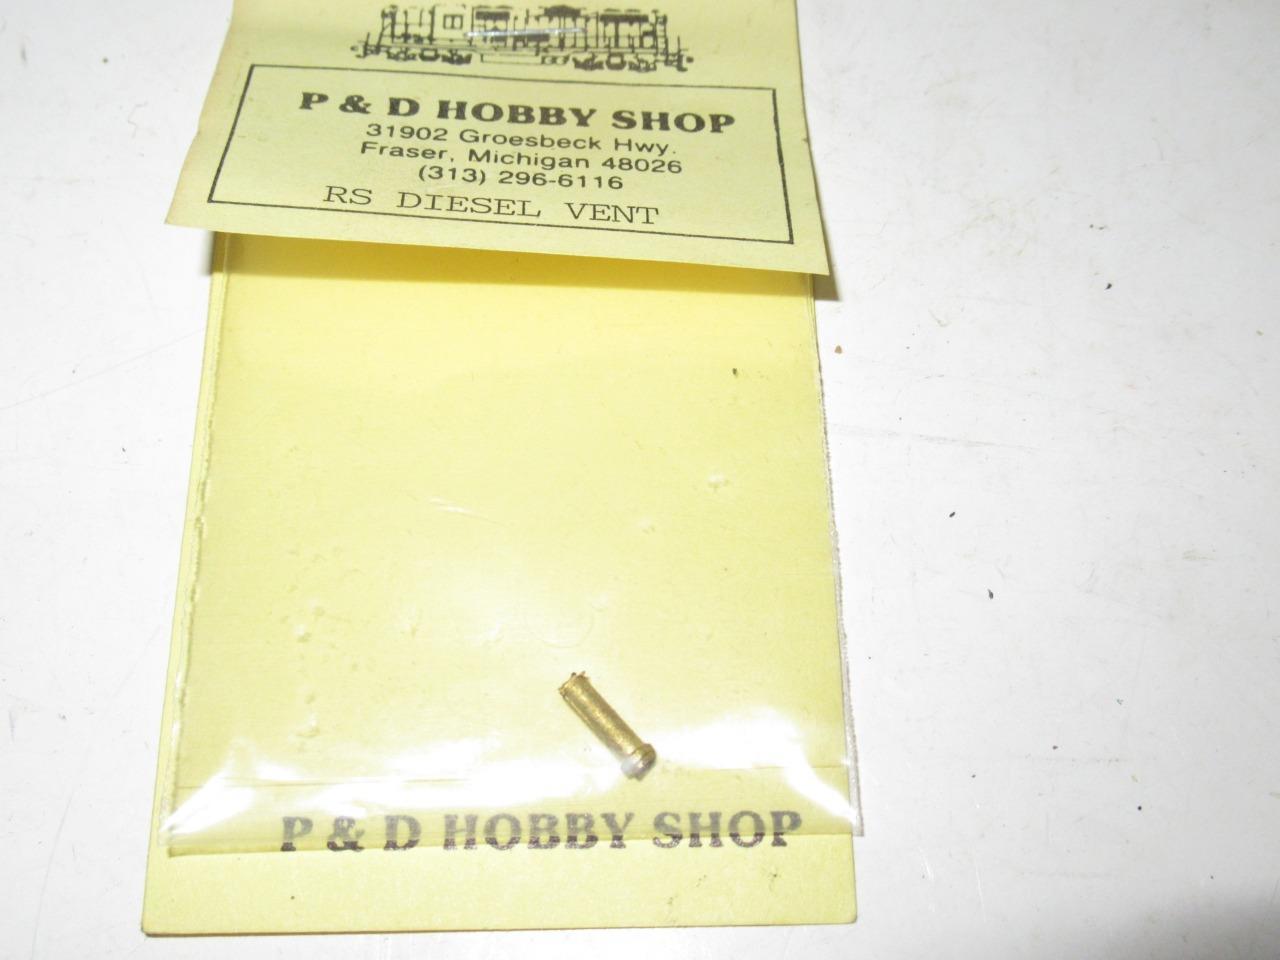 P & D HOBBY SHOP
31902 Groesbeck Hwy.
Fraser, Michigan 48026
(313) 296-6116
RS DIESEL VENT
P & D HOBBY SHOP